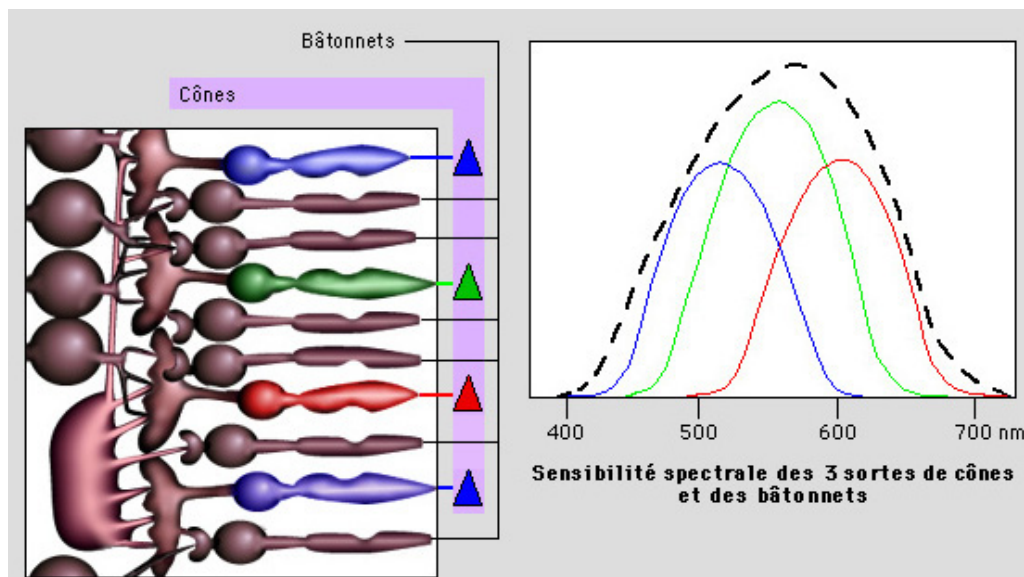 Bâtonnets
Cônes
400 500 600 700 nm
Sensibilité spectrale des 3 sortes de cônes
et des bâtonnets